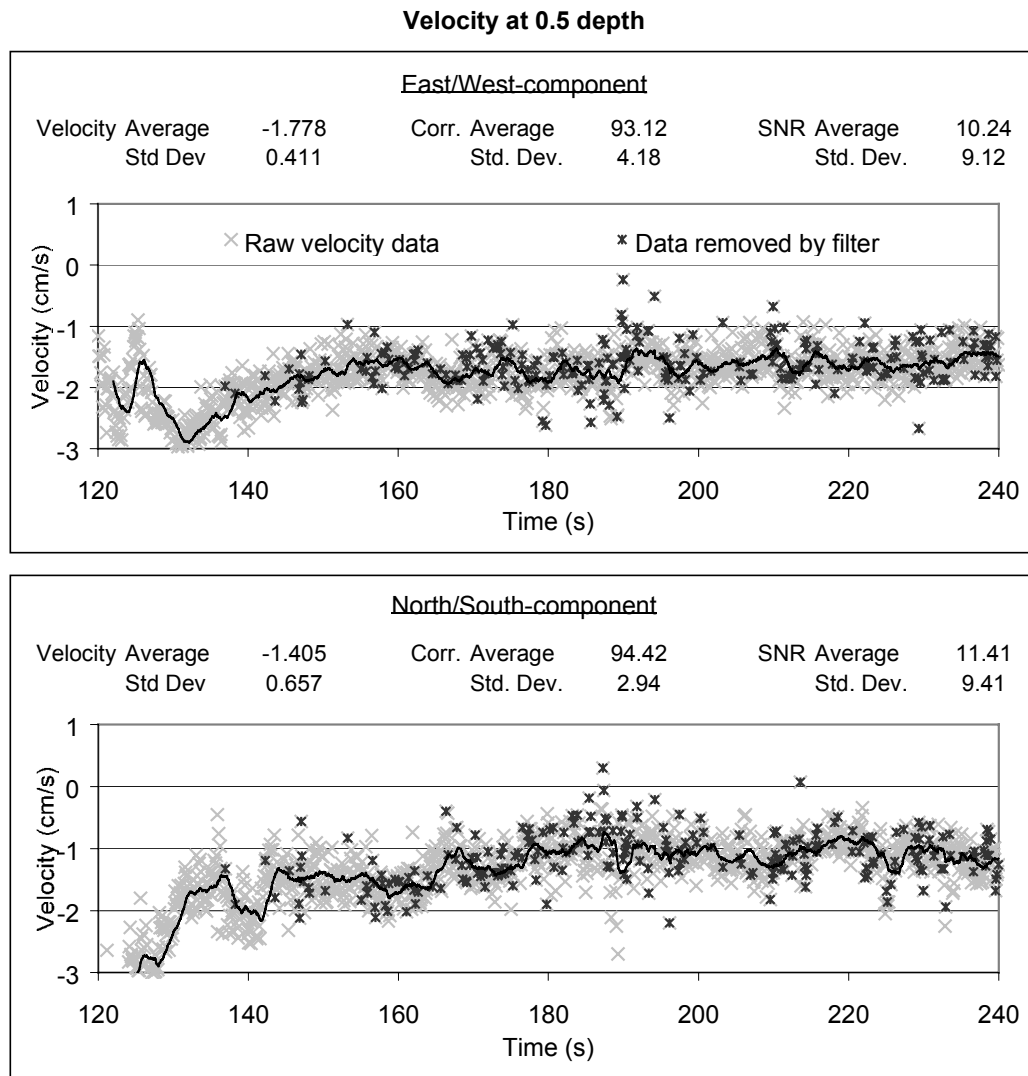 Velocity at 0.5 depth
East/West-component
Velocity Average -1.778 Corr. Average 93.12 SNR Average 10.24
Std Dev 0.411 Std. Dev. 4.18 Std. Dev. 9.12
Velocity (cm/s)
1
0
-1
-2
-3
Raw velocity data Data removed by filter
120 140 160 180 200 220 240
Time (s)
North/South-component
Velocity Average -1.405 Corr. Average 94.42 SNR Average 11.41
Std Dev 0.657 Std. Dev. 2.94 Std. Dev. 9.41
Velocity (cm/s)
1
0
-1
-2
-3
120 140 160 180 200 220 240
Time (s)